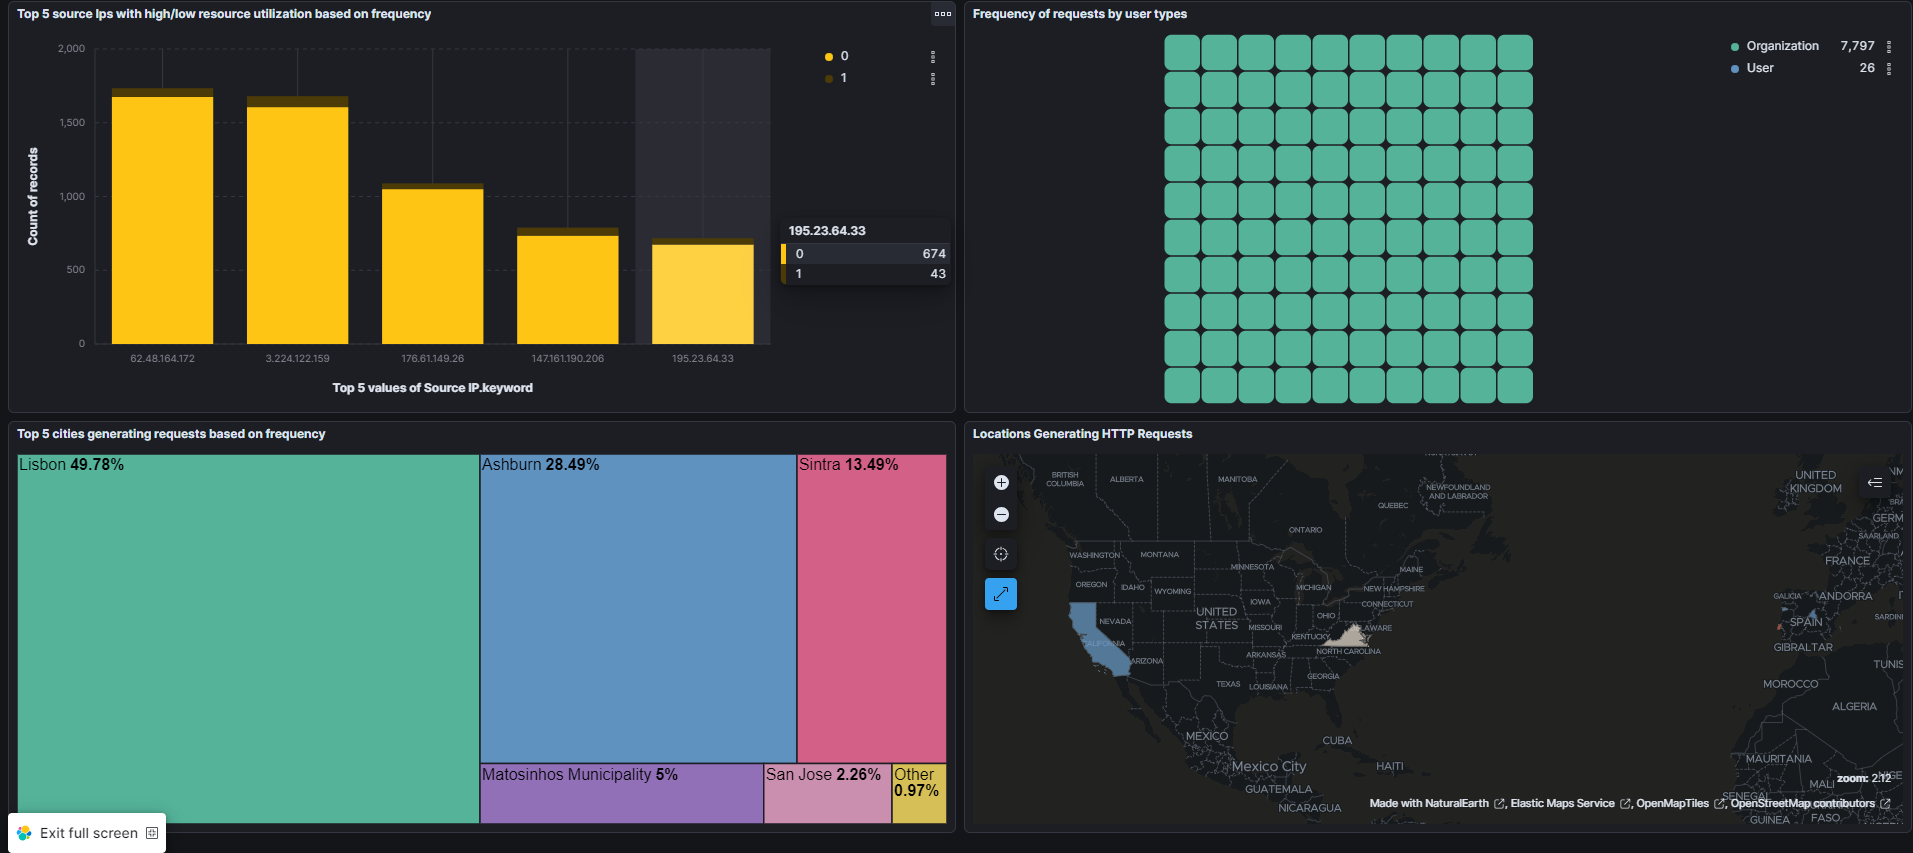 Top 5 source Ips with high/low resource utilization based on frequency
2,000
1,500
1,000
500
0
Count of records
62.48.164.172
3.224.122.159
176.61.149.26
147.161.190.206
195.23.64.33
Top 5 values of Source IP.keyword
0
1
195.23.64.33
0 674
1 43
Frequency of requests by user types
Organization 7,797
User 26
Top 5 cities generating requests based on frequency
Lisbon 49.78%
Ashburn 28.49%
Sintra 13.49%
Matosinhos Municipality 5%
San Jose 2.26%
Other
0.97%
Exit full screen
Locations Generating HTTP Requests
BRITISH
COLUMBIA
ALBERTA
MANITOBA
NEWFOUNDLAND
AND LABRADOR
QUEBEC
ONTARIO
WASHINGTON
MONTANA
MINNESOTA
MAINE
OREGON
IDAHO
WYOMING
MICHIGAN
NEW HAMPSHIRE
IOWA
CONNECTICUT
UNITED
STATES
OHIO
NEVADA
MISSOURI
KENTUCKY
LAWARE
ALIFORNIA
ARKANSAS
NORTH CAROLINA
ARIZONA
GEORGIA
TEXAS
LOUISIANA
MEXICO
CUBA
Mexico City
HAITI
GUATEMALA
NICARAGUA
UNITED
KINGDOM
NM
BRA
GERM
SAARLAND
FRANCE
GALICIA
ANDORRA
SARDIN
SPAIN
GIBRALTAR
TUNIS
MOROCCO
ALGERIA
MAURITANIA
MALI
NIGE
SENEGAL
GUINEA
FASO
zoom: 2.12
Made with NaturalEarth , Elastic Maps Service , OpenMapTiles , OpenStreetMap contributors